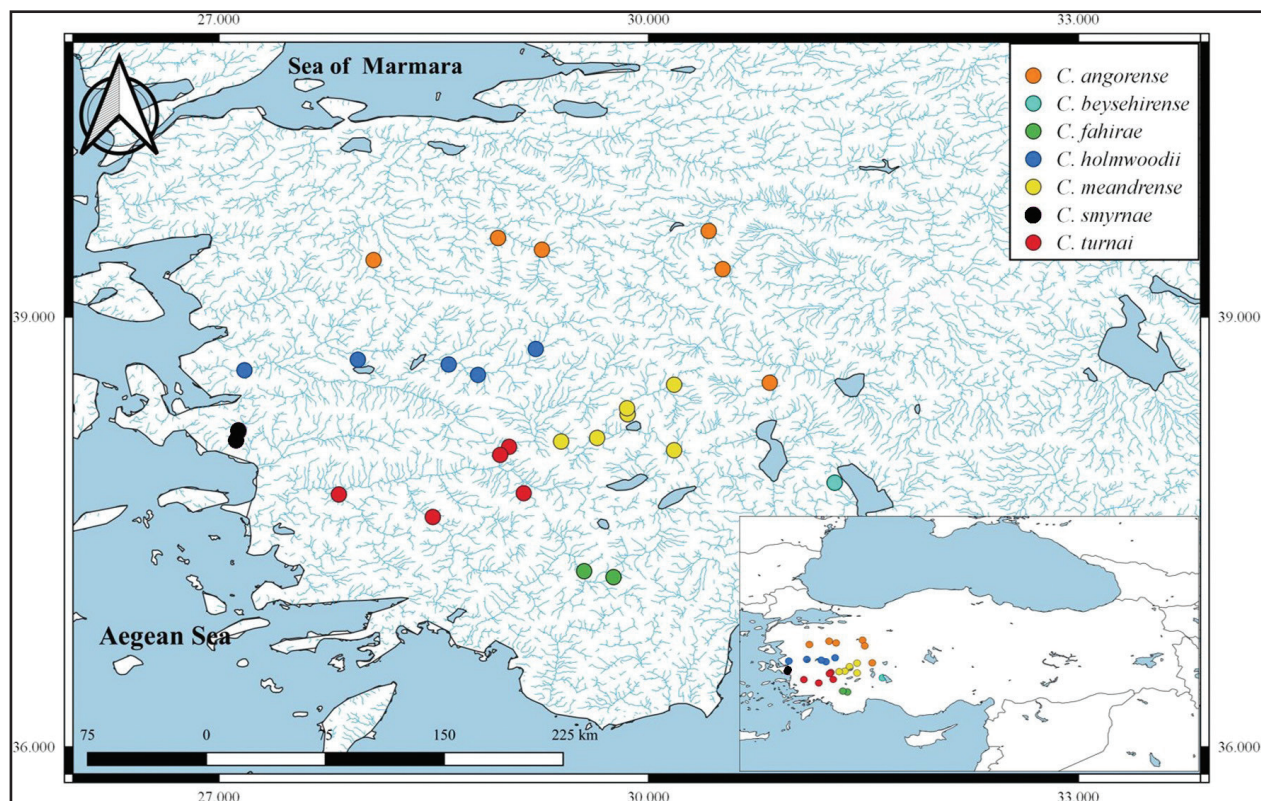 27.000 30.000 33.000
Sea of Marmara
C. angorense
C. beysehirense
C. fahirae
C. holmwoodii
C. meandrense
C. smyrnae
C. turnai
39.000 39.000
Aegean Sea
75 0 75 150 225 km
36.000 36.000
27.000 30.000 33.000